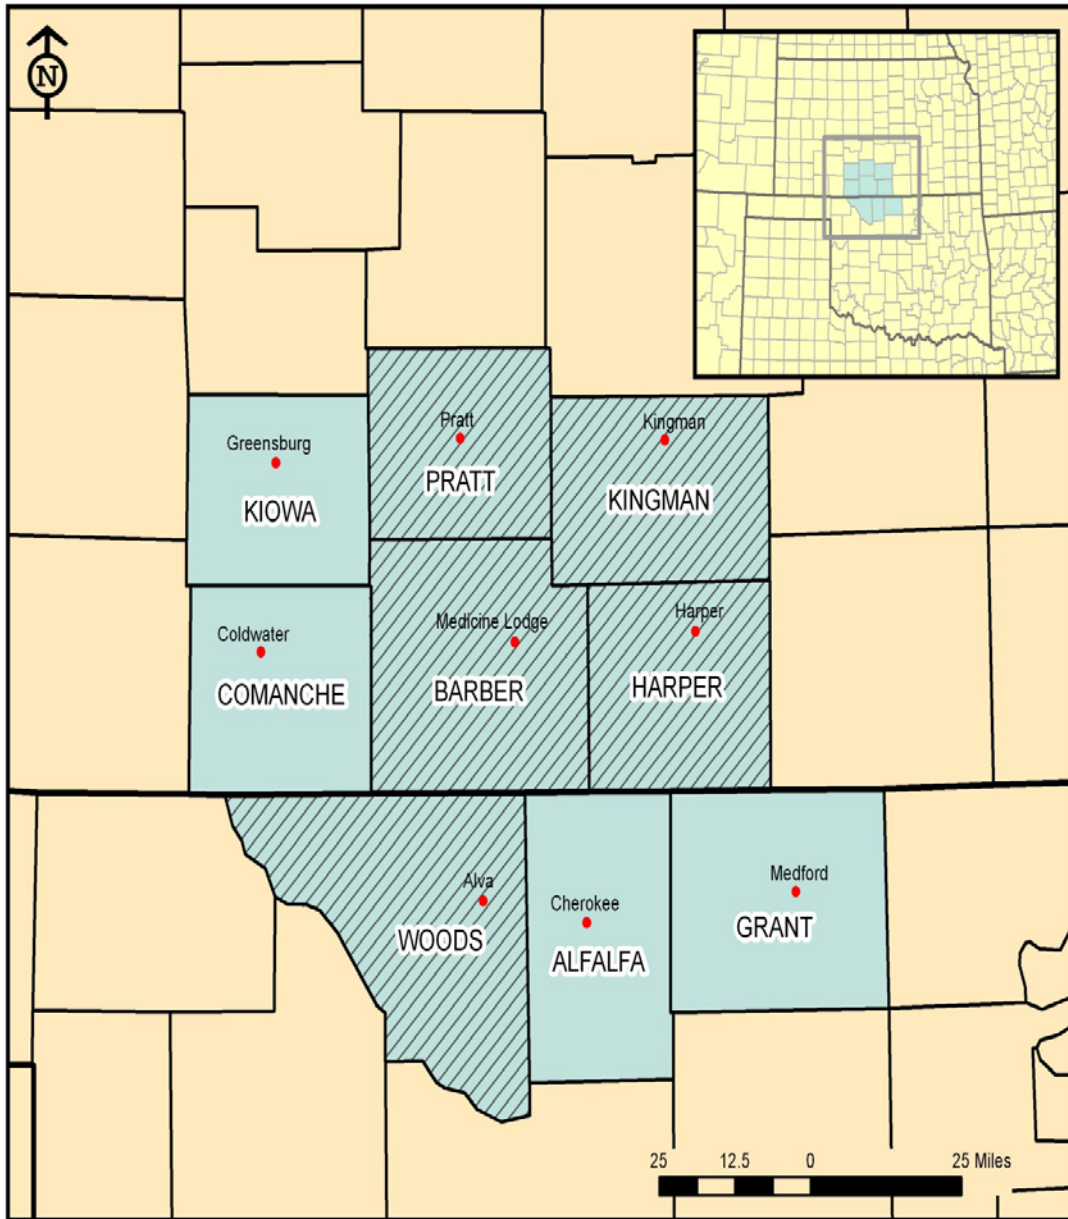 N
Pratt
Kingman
Greensburg
PRATT
KINGMAN
KIOWA
Harper
Medicine Lodge
Coldwater
HARPER
BARBER
COMANCHE
Medford
Alva
Cherokee
GRANT
WOODS
ALFALFA
25 12.5 0 25 Miles